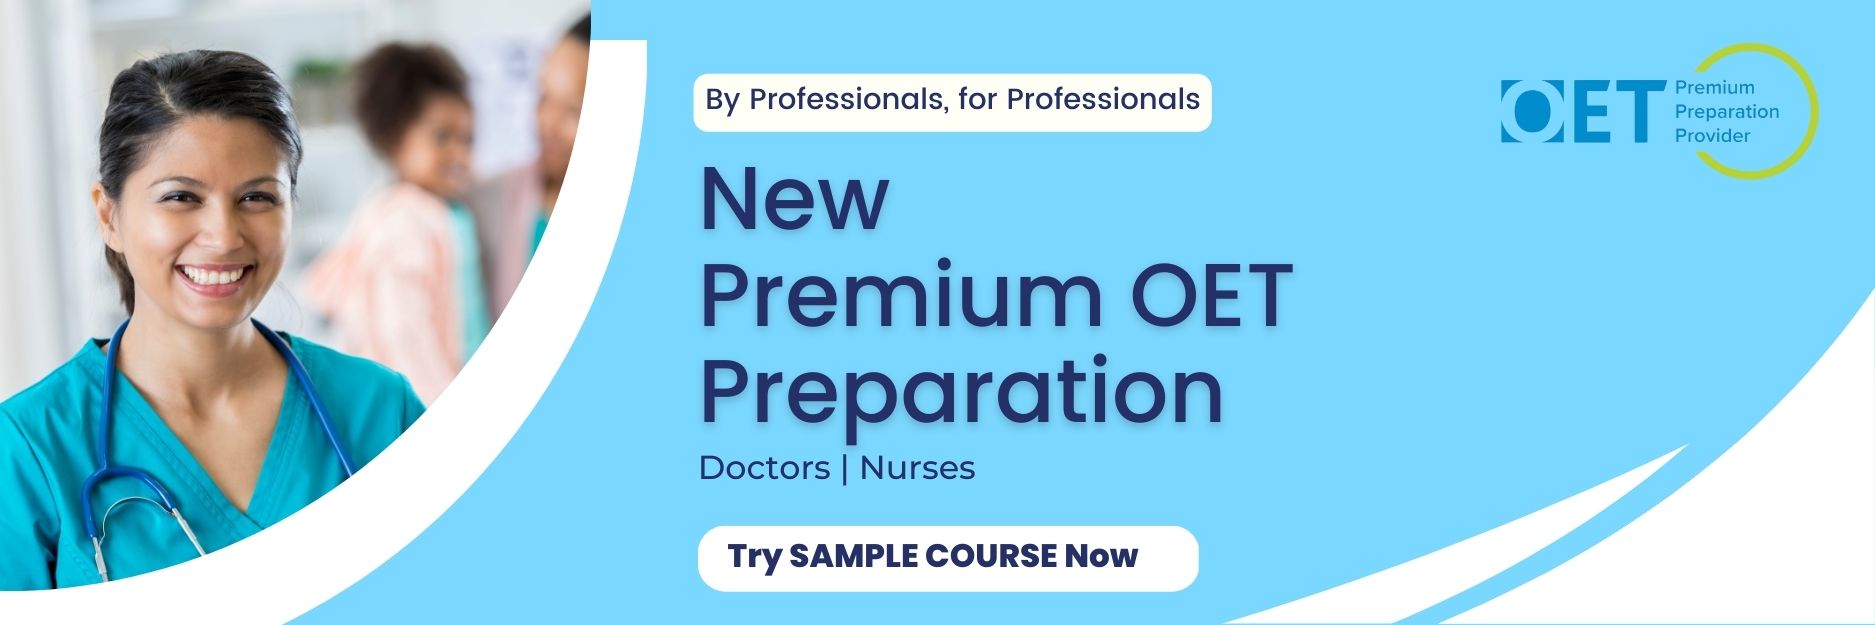 By Professionals, for Professionals
OET Premium
Preparation
Provider
New
Premium OET
Preparation
Doctors | Nurses
Try SAMPLE COURSE Now